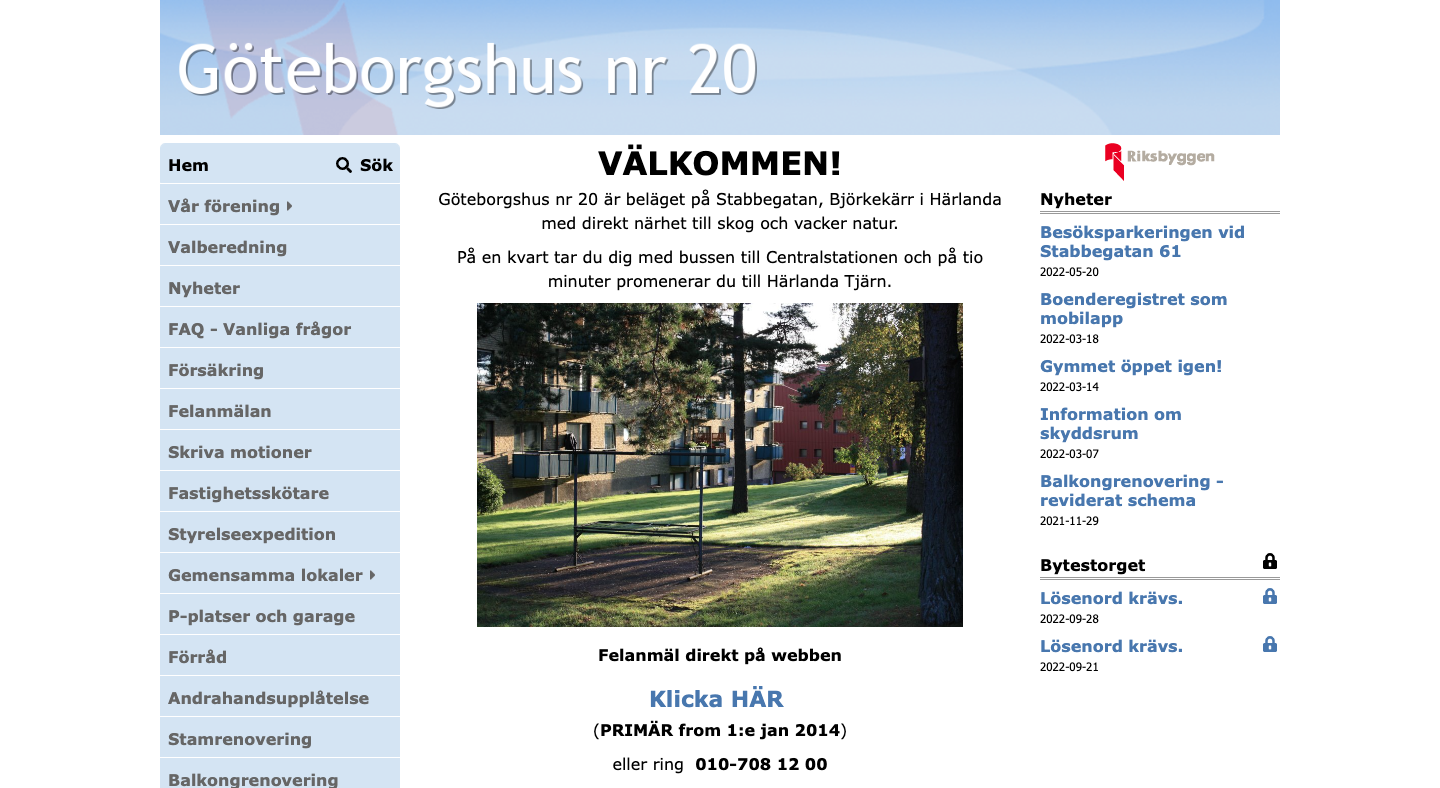 Göteborgshus nr 20
Hem
Sök
Vår förening
Valberedning
Nyheter
FAQ - Vanliga frågor
Försäkring
Felanmälan
Skriva motioner
Fastighetsskötare
Styrelseexpedition
Gemensamma lokaler
P-platser och garage
Förråd
Andrahandsupplåtelse
Stamrenovering
Balkongrenovering
VÄLKOMMEN!
Göteborgshus nr 20 är beläget på Stabbegatan, Björkekärr i Härlanda
med direkt närhet till skog och vacker natur.
På en kvart tar du dig med bussen till Centralstationen och på tio
minuter promenerar du till Härlanda Tjärn.
Felanmäl direkt på webben
Klicka HÄR
(PRIMÄR from 1:e jan 2014)
eller ring 010-708 12 00
Riksbyggen
Nyheter
Besöksparkeringen vid
Stabbegatan 61
2022-05-20
Boenderegistret som
mobilapp
2022-03-18
Gymmet öppet igen!
2022-03-14
Information om
skyddsrum
2022-03-07
Balkongrenovering -
reviderat schema
2021-11-29
Bytestorget
Lösenord krävs.
2022-09-28
Lösenord krävs.
2022-09-21